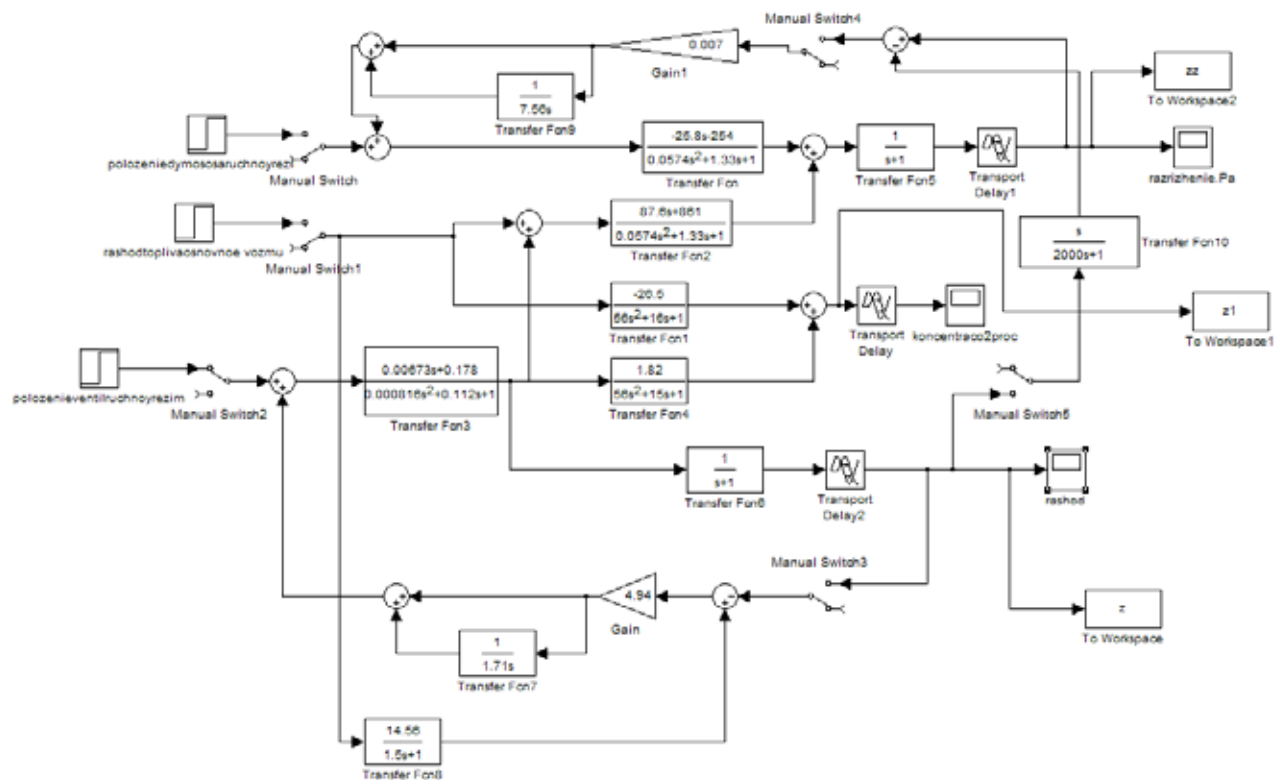 Manual Switch4
0.007
Gain1
1
7.56s
Transfer Fcn9
zz
To Workspace2
polozeniedymososaruchnoyrezi
Manual Switch
-25.8s-254
0.0574s²+1.33s+1
Transfer Fcn
1
s+1
Transfer Fcn5
Transport
Delay1
razrizhenie.Pa
87.6s+861
0.0574s²+1.33s+1
Transfer Fcn2
rashodtoplivaosnovnoe vozmu
Manual Switch1
s
2000s+1
Transfer Fcn10
-26.5
56s²+16s+1
Transfer Fcn1
Transport
Delay
koncentraco2proc
z1
To Workspace1
polozenieventilruchnoyrezim
Manual Switch2
0.00673s+0.178
0.000816s²+0.112s+1
Transfer Fcn3
1.82
56s²+15s+1
Transfer Fcn4
Manual Switch5
1
s+1
Transfer Fcn6
Transport
Delay2
rashod
Manual Switch3
4.94
Gain
z
To Workspace
1
1.71s
Transfer Fcn7
14.56
1.5s+1
Transfer Fcn8